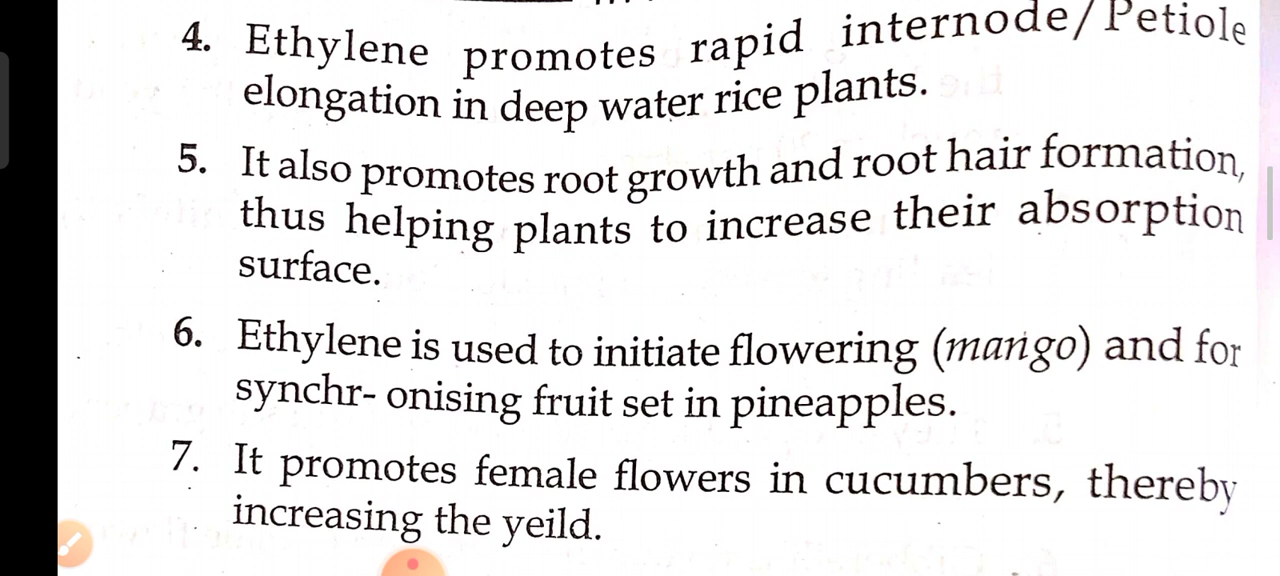 4. Ethylene promotes rapid internode/Petiole
elongation in deep water rice plants.
5. It also promotes root growth and root hair formation,
thus helping plants to increase their absorption
surface.
6. Ethylene is used to initiate flowering (mango) and for
synchr- onising fruit set in pineapples.
7. It promotes female flowers in cucumbers, thereby
increasing the yeild.